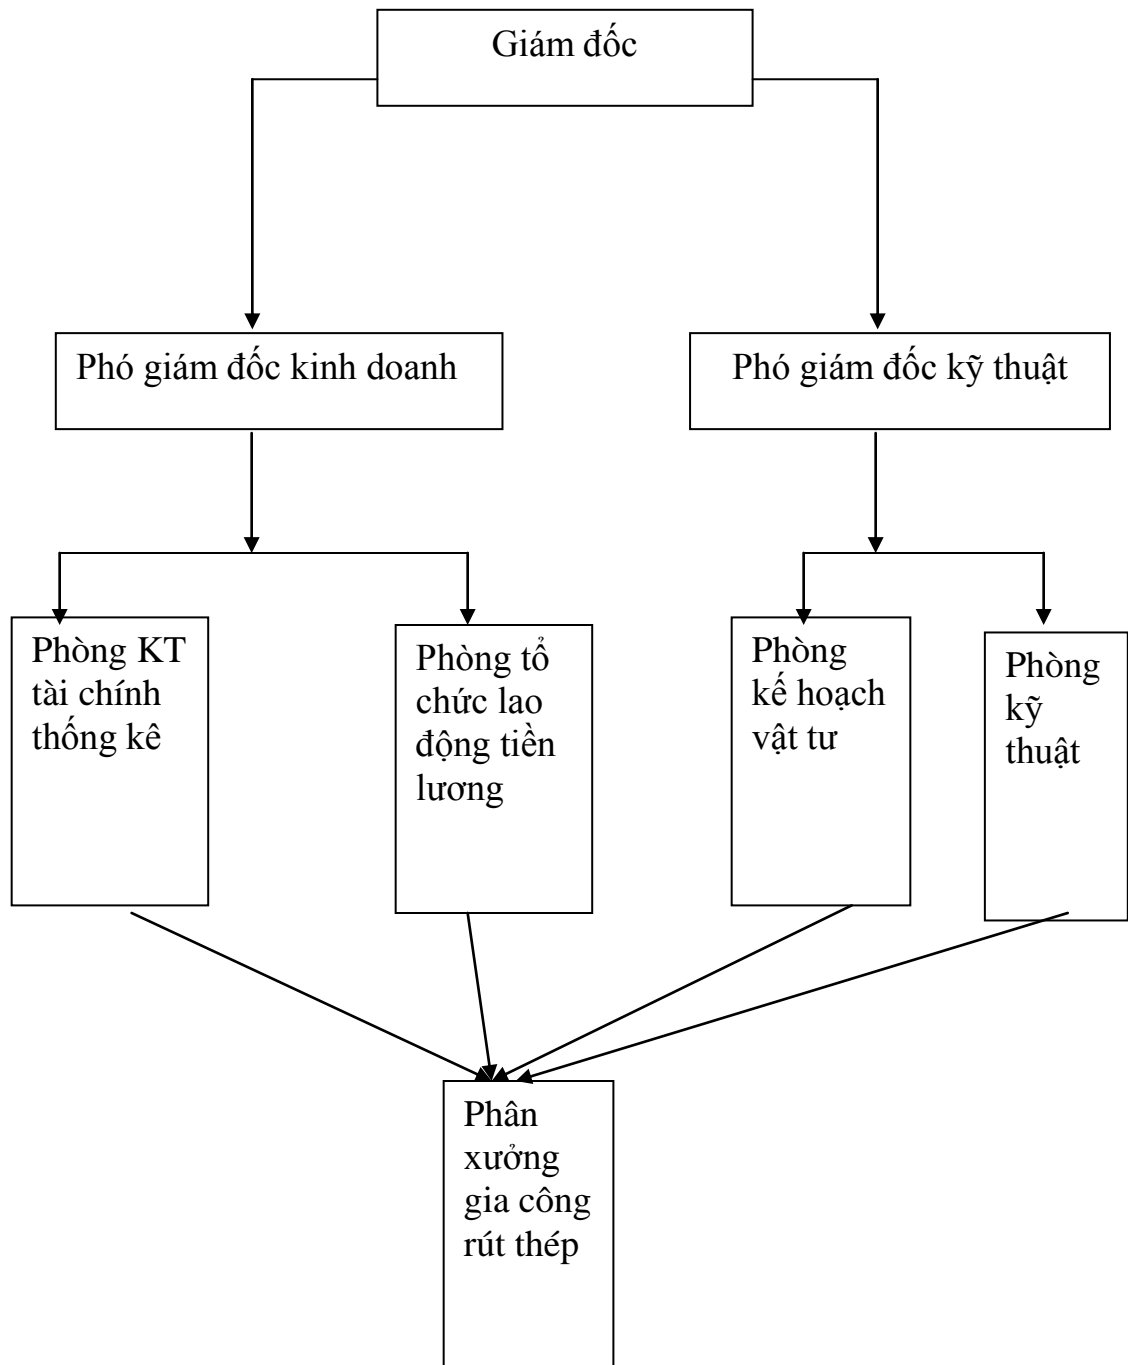 Giám đốc
Phó giám đốc kinh doanh
Phó giám đốc kỹ thuật
Phòng KT
tài chính
thống kê
Phòng tổ
chức lao
động tiền
lương
Phòng
kế hoạch
vật tư
Phòng
kỹ
thuật
Phân
xưởng
gia công
rút thép